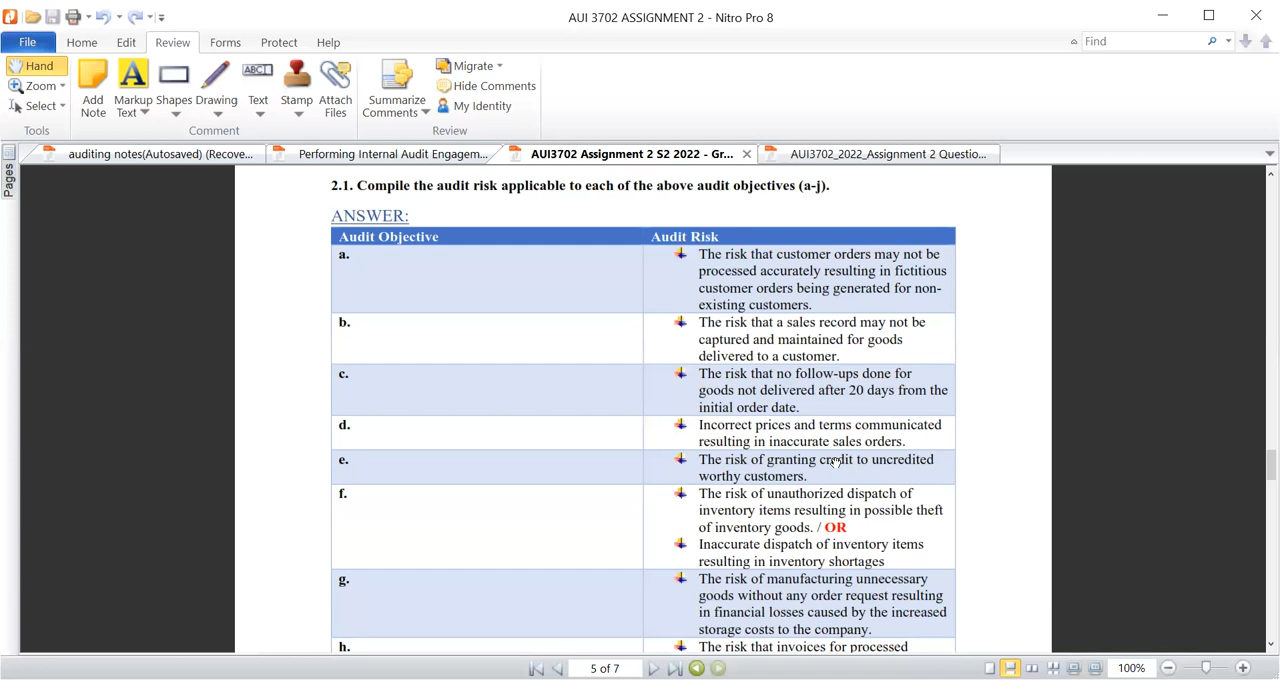 AUI 3702 ASSIGNMENT 2 - Nitro Pro 8
File Home Edit Review Forms Protect Help
Find
Hand
Zoom
Select
Tools
Add Note
Markup Text
Shapes
Drawing
Text
Stamp
Attach Files
Comment
Summarize Comments
Migrate
Hide Comments
My Identity
Review
auditing notes(Autosaved) (Recove...
Performing Internal Audit Engagem...
AUI3702 Assignment 2 S2 2022 - Gr...
AUI3702_2022_Assignment 2 Questio...
Pages
2.1. Compile the audit risk applicable to each of the above audit objectives (a-j).
ANSWER:
Audit Objective Audit Risk
a. The risk that customer orders may not be
processed accurately resulting in fictitious
customer orders being generated for non-
existing customers.
b. The risk that a sales record may not be
captured and maintained for goods
delivered to a customer.
c. The risk that no follow-ups done for
goods not delivered after 20 days from the
initial order date.
d. Incorrect prices and terms communicated
resulting in inaccurate sales orders.
e. The risk of granting credit to uncredited
worthy customers.
f. The risk of unauthorized dispatch of
inventory items resulting in possible theft
of inventory goods. / OR
Inaccurate dispatch of inventory items
resulting in inventory shortages
g. The risk of manufacturing unnecessary
goods without any order request resulting
in financial losses caused by the increased
storage costs to the company.
h. The risk that invoices for processed
5 of 7
100%